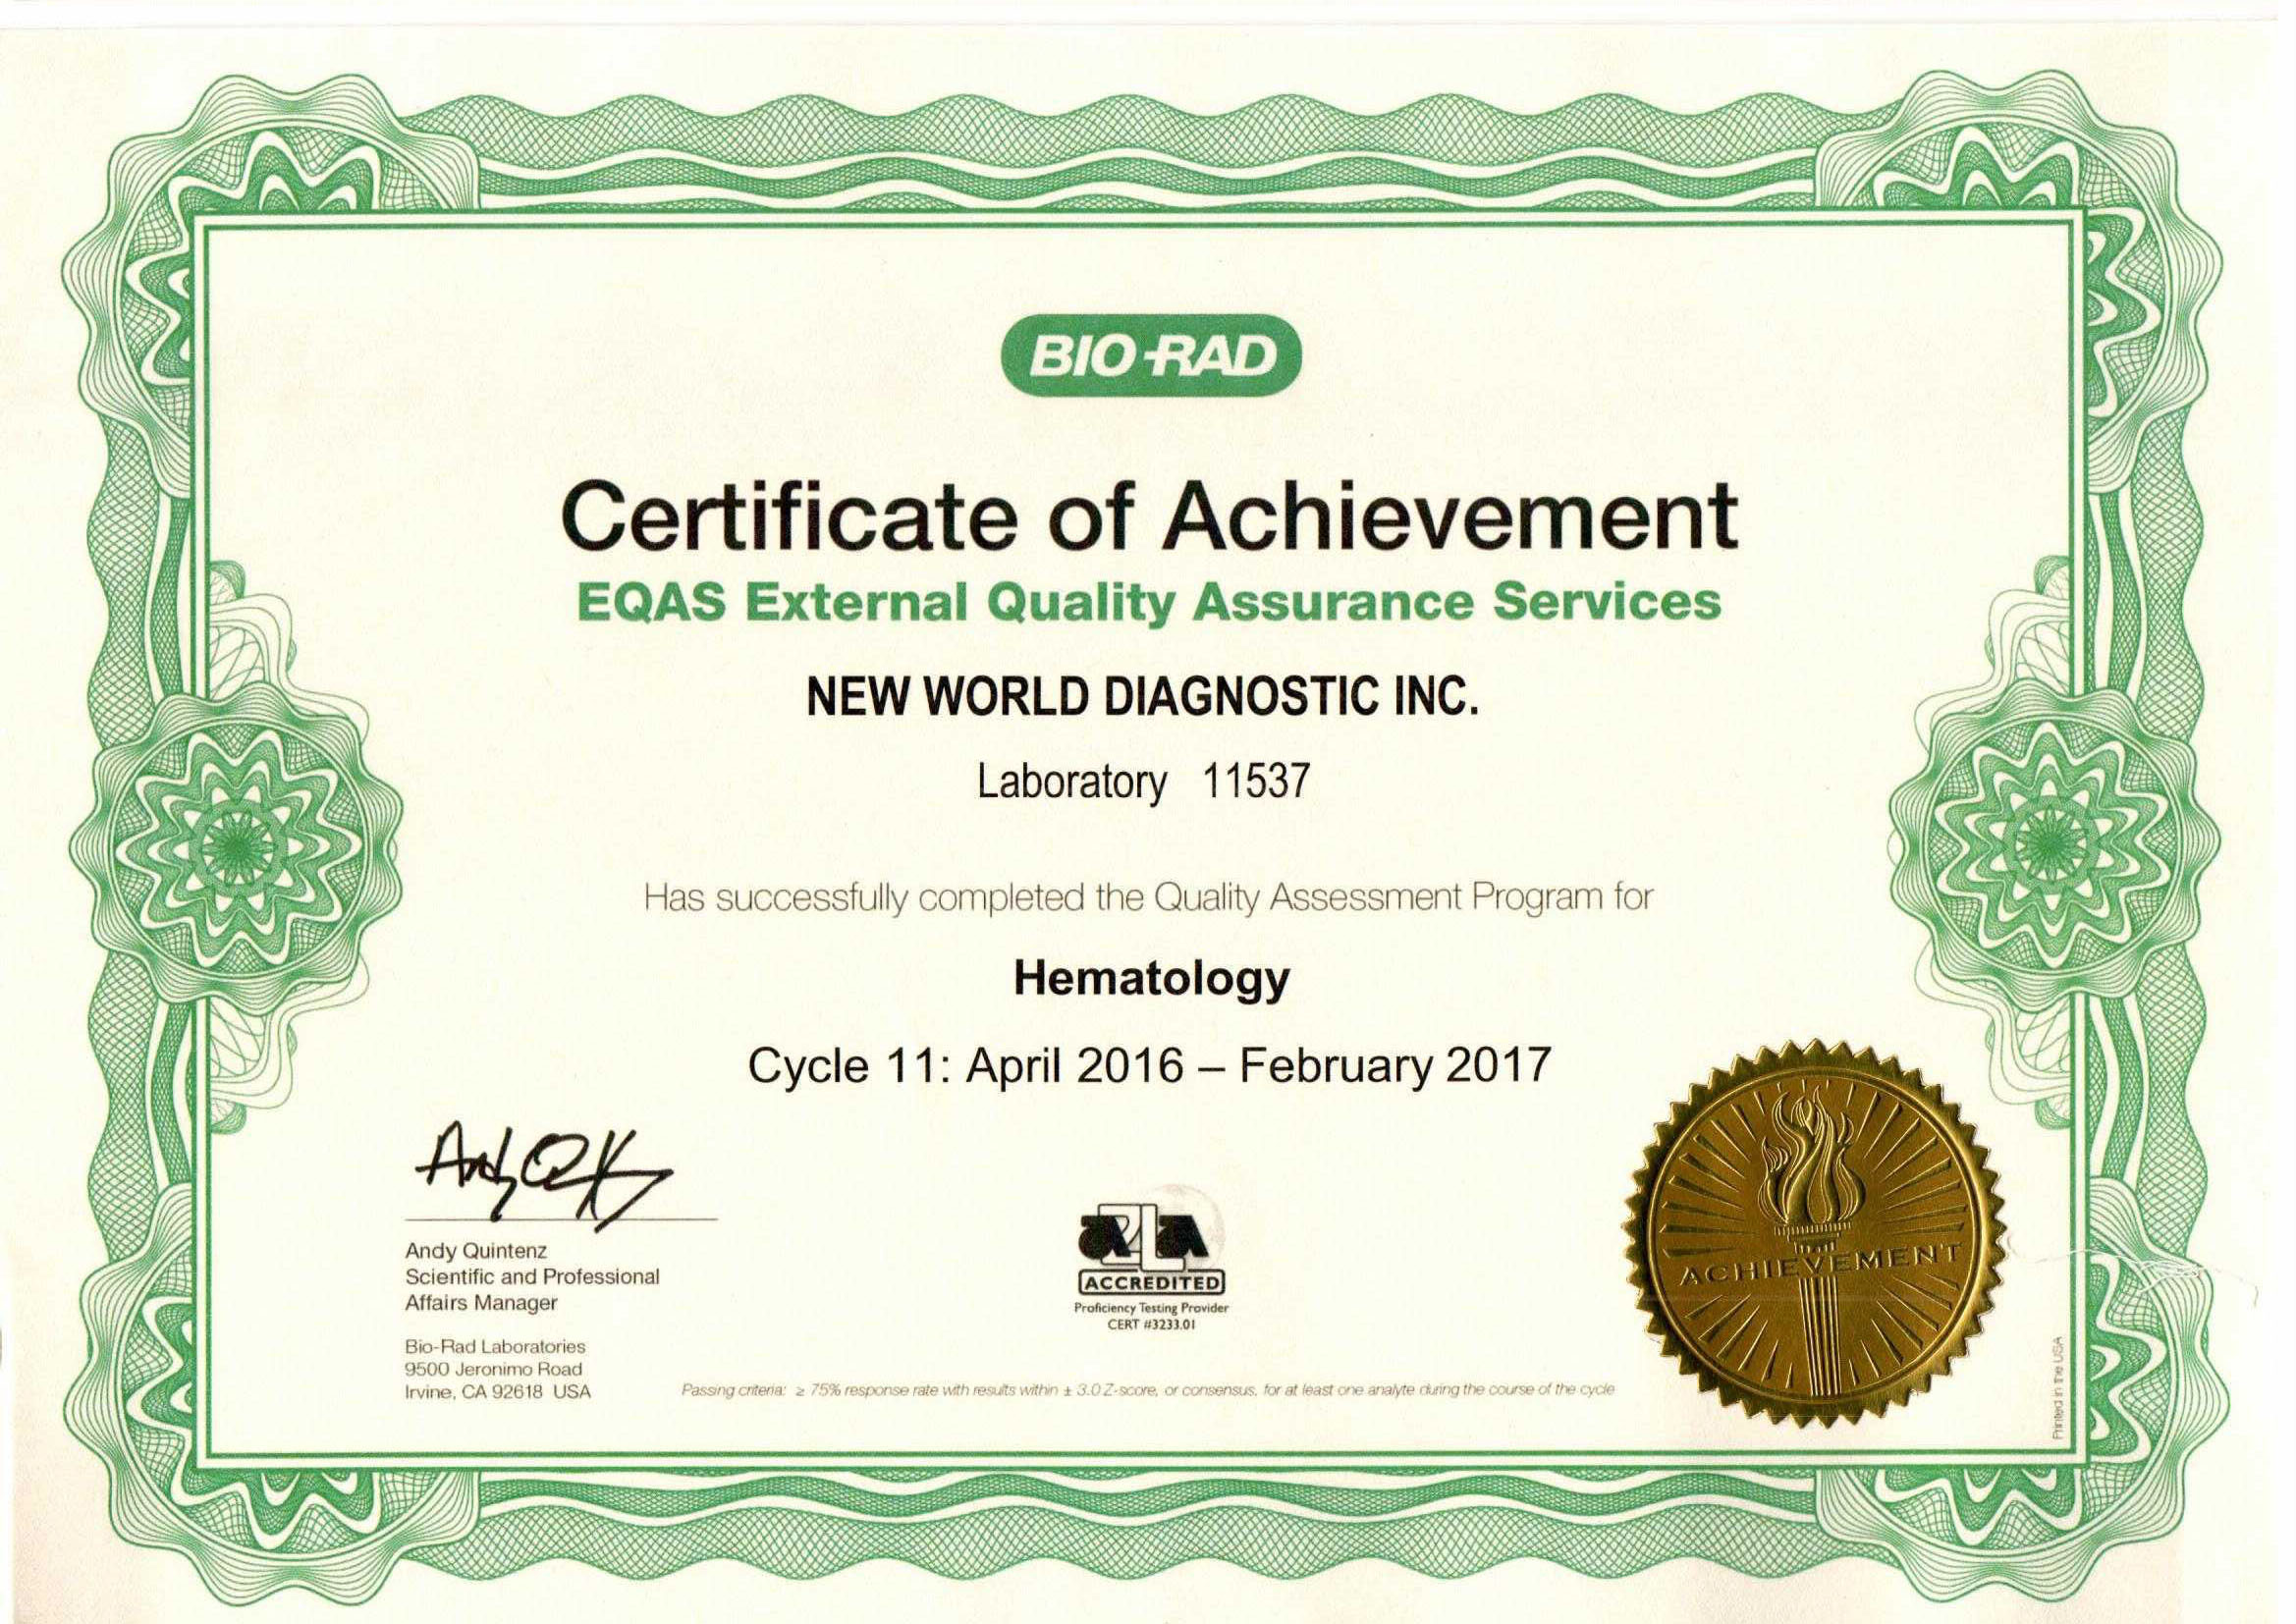 BIO-RAD
Certificate of Achievement
EQAS External Quality Assurance Services
NEW WORLD DIAGNOSTIC INC.
Laboratory 11537
Has successfully completed the Quality Assessment Program for
Hematology
Cycle 11: April 2016 – February 2017
Andy Quintenz
Scientific and Professional
Affairs Manager
Bio-Rad Laboratories
9500 Jeronimo Road
Irvine, CA 92618 USA
A2LA
ACCREDITED
Proficiency Testing Provider
CERT #3233.01
Passing criteria: ≥ 75% response rate with results within ± 3.0 Z-score, or consensus, for at least one analyte during the course of the cycle
ACHIEVEMENT
Printed in the USA